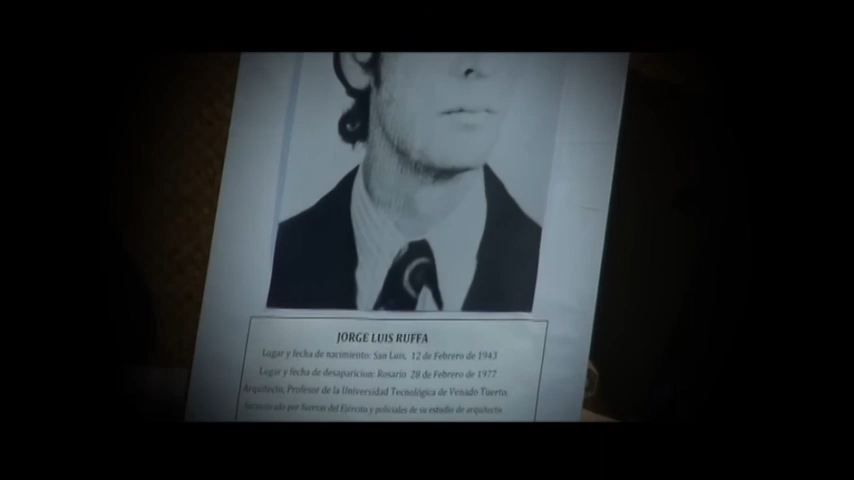 JORGE LUIS RUFFA
Lugar y fecha de nacimiento: San Luis, 12 de Febrero de 1943
Lugar y fecha de desaparicion: Rosario 28 de Febrero de 1977
Arquitecto, Profesor de la Universidad Tecnológica de Venado Tuerto,
Secuestrado por fuerzas del Ejército y policiales de su estudio de arquitecto